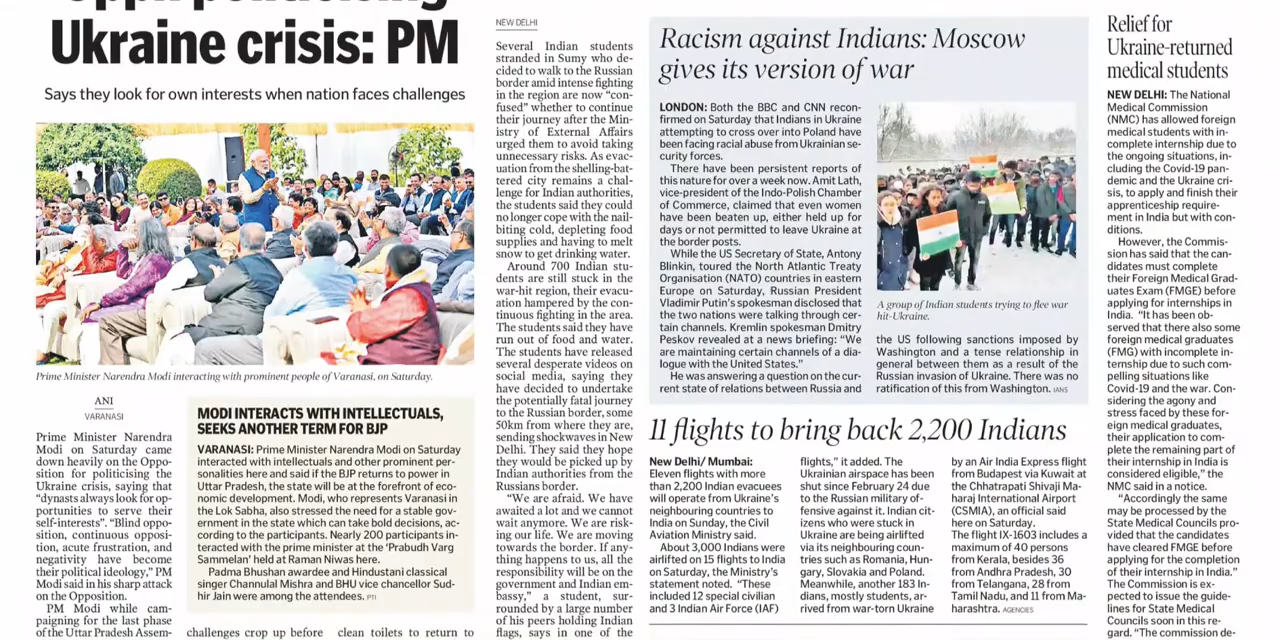 Ukraine crisis: PM
Says they look for own interests when nation faces challenges
Prime Minister Narendra Modi interacting with prominent people of Varanasi, on Saturday.
ANI
VARANASI
Prime Minister Narendra
Modi on Saturday came
down heavily on the Oppo-
sition for politicising the
Ukraine crisis, saying that
“dynasts always look for op-
portunities to serve their
self-interests”. “Blind oppo-
sition, continuous opposi-
tion, acute frustration, and
negativity have become
their political ideology,” PM
Modi said in his sharp attack
on the Opposition.
PM Modi while cam-
paigning for the last phase
of the Uttar Pradesh Assem-
MODI INTERACTS WITH INTELLECTUALS,
SEEKS ANOTHER TERM FOR BJP
VARANASI: Prime Minister Narendra Modi on Saturday
interacted with intellectuals and other prominent per-
sonalities here and said if the BJP returns to power in
Uttar Pradesh, the state will be at the forefront of eco-
nomic development. Modi, who represents Varanasi in
the Lok Sabha, also stressed the need for a stable gov-
ernment in the state which can take bold decisions, ac-
cording to the participants. Nearly 200 participants in-
teracted with the prime minister at the ‘Prabudh Varg
Sammelan’ held at Raman Niwas here.
Padma Bhushan awardee and Hindustani classical
singer Channulal Mishra and BHU vice chancellor Sud-
hir Jain were among the attendees. PTI
challenges crop up before
clean toilets to return to
NEW DELHI
Several Indian students
stranded in Sumy who de-
cided to walk to the Russian
border amid intense fighting
in the region are now “con-
fused” whether to continue
their journey after the Min-
istry of External Affairs
urged them to avoid taking
unnecessary risks. As evac-
uation from the shelling-bat-
tered city remains a chal-
lenge for Indian authorities,
the students said they could
no longer cope with the nail-
biting cold, depleting food
supplies and having to melt
snow to get drinking water.
Around 700 Indian stu-
dents are still stuck in the
war-hit region, their evacu-
ation hampered by the con-
tinuous fighting in the area.
The students said they have
run out of food and water.
The students have released
several desperate videos on
social media, saying they
have decided to undertake
the potentially fatal journey
to the Russian border, some
50km from where they are,
sending shockwaves in New
Delhi. They said they hope
they would be picked up by
Indian authorities from the
Russians border.
“We are afraid. We have
awaited a lot and we cannot
wait anymore. We are risk-
ing our lives. We are moving
towards the border. If any-
thing happens to us, all the
responsibility will be on the
government and Indian em-
bassy,” a student, sur-
rounded by a large number
of his peers holding Indian
flags, says in one of the
Racism against Indians: Moscow
gives its version of war
LONDON: Both the BBC and CNN recon-
firmed on Saturday that Indians in Ukraine
attempting to cross over into Poland have
been facing racial abuse from Ukrainian se-
curity forces.
There have been persistent reports of
this nature for over a week now. Amit Lath,
vice-president of the Indo-Polish Chamber
of Commerce, claimed that even women
have been beaten up, either held up for
days or not permitted to leave Ukraine at
the border posts.
While the US Secretary of State, Antony
Blinkin, toured the North Atlantic Treaty
Organisation (NATO) countries in eastern
Europe on Saturday, Russian President
Vladimir Putin’s spokesman disclosed that
the two nations were talking through cer-
tain channels. Kremlin spokesman Dmitry
Peskov revealed at a news briefing: “We
are maintaining certain channels of a dia-
logue with the United States.”
He was answering a question on the cur-
rent state of relations between Russia and
A group of Indian students trying to flee war
hit-Ukraine.
the US following sanctions imposed by
Washington and a tense relationship in
general between them as a result of the
Russian invasion of Ukraine. There was no
ratification of this from Washington. IANS
11 flights to bring back 2,200 Indians
New Delhi/ Mumbai:
Eleven flights with more
than 2,200 Indian evacuees
will operate from Ukraine’s
neighbouring countries to
India on Sunday, the Civil
Aviation Ministry said.
About 3,000 Indians were
airlifted on 15 flights to India
on Saturday, the Ministry’s
statement noted. “These
included 12 special civilian
and 3 Indian Air Force (IAF)
flights,” it added. The
Ukrainian airspace has been
shut since February 24 due
to the Russian military of-
fensive against it. Indian cit-
izens who were stuck in
Ukraine are being airlifted
via its neighbouring coun-
tries such as Romania, Hun-
gary, Slovakia and Poland.
Meanwhile, another 183 In-
dians, mostly students, ar-
rived from war-torn Ukraine
by an Air India Express flight
from Budapest via Kuwait at
the Chhatrapati Shivaji Ma-
haraj International Airport
(CSMIA), an official said
here on Saturday.
The flight IX-1603 includes a
maximum of 40 persons
from Kerala, besides 36
from Andhra Pradesh, 30
from Telangana, 28 from
Tamil Nadu, and 11 from Ma-
harashtra. AGENCIES
Relief for
Ukraine-returned
medical students
NEW DELHI: The National
Medical Commission
(NMC) has allowed foreign
medical students with in-
complete internship due to
the ongoing situations, in-
cluding the Covid-19 pan-
demic and the Ukraine cri-
sis, to apply and finish their
apprenticeship require-
ment in India but with con-
ditions.
However, the Commis-
sion has said that the can-
didates must complete
their Foreign Medical Grad-
uates Exam (FMGE) before
applying for internships in
India. “It has been ob-
served that there also some
foreign medical graduates
(FMG) with incomplete in-
ternship due to such com-
pelling situations like
Covid-19 and the war. Con-
sidering the agony and
stress faced by these for-
eign medical graduates,
their application to com-
plete the remaining part of
their internship in India is
considered eligible,” the
NMC said in a notice.
“Accordingly the same
may be processed by the
State Medical Councils pro-
vided that the candidates
have cleared FMGE before
applying for the completion
of their internship in India.”
The Commission is ex-
pected to issue the guide-
lines for State Medical
Councils soon in this re-
gard. “The commission de-